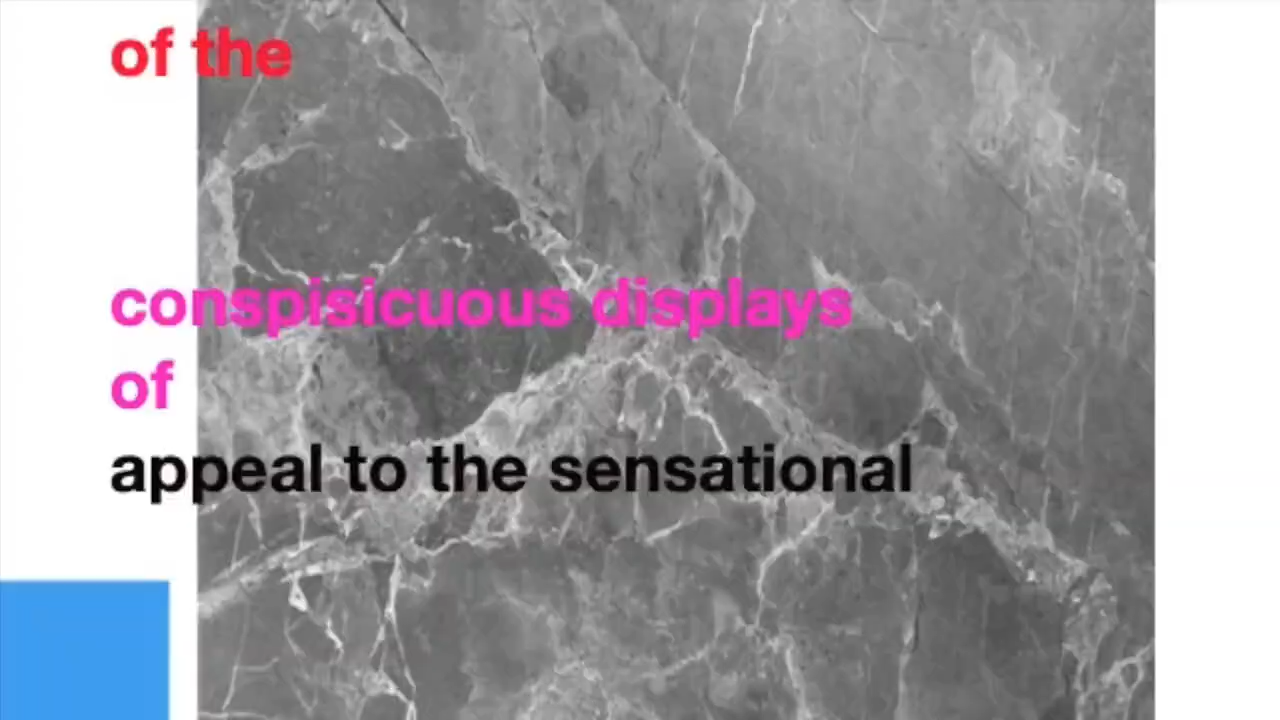 of the
conspisicuous displays
of
appeal to the sensational